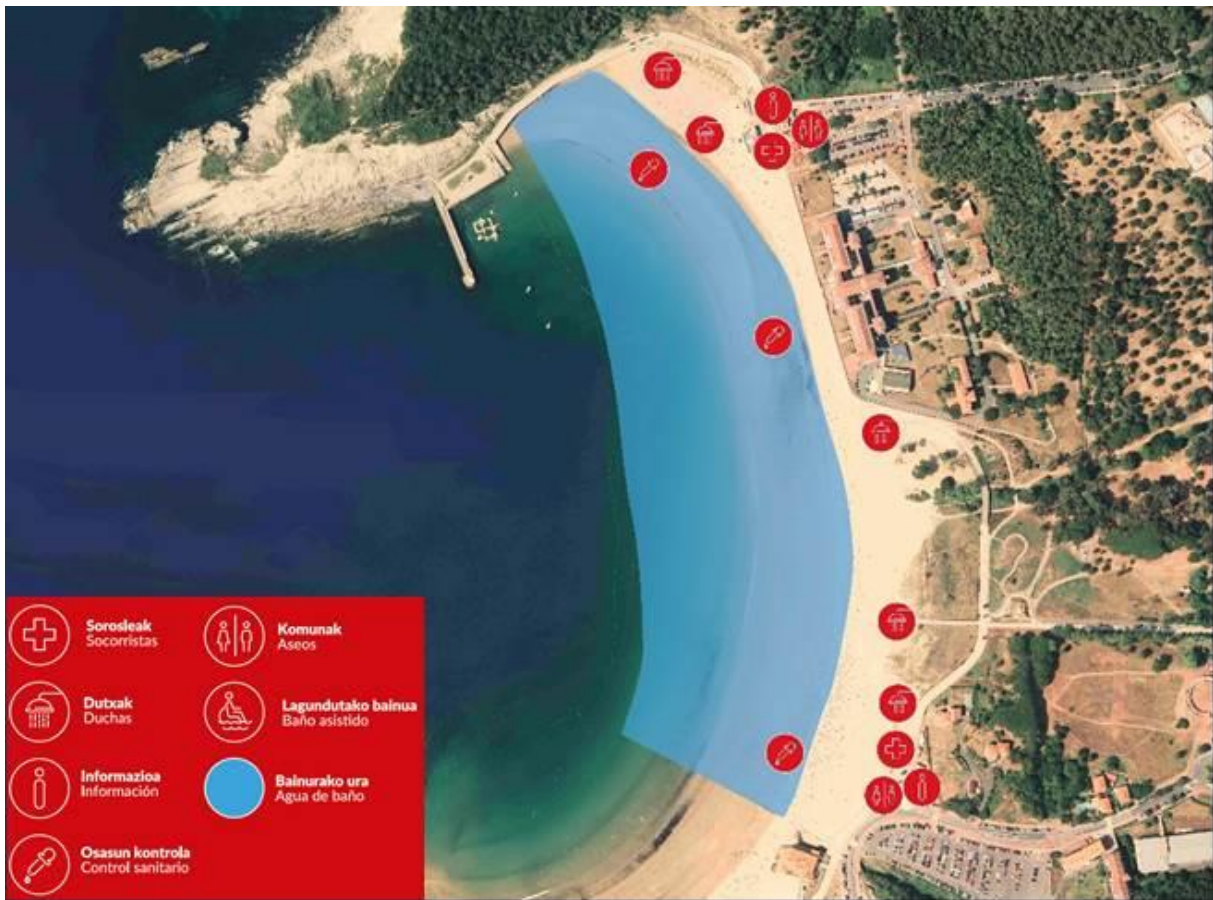 Sorosleak
Socorristas
Komunak
Aseos
Dutxak
Duchas
Lagundutako bainua
Baño asistido
Informazioa
Información
Bainurako ura
Agua de baño
Osasun kontrola
Control sanitario